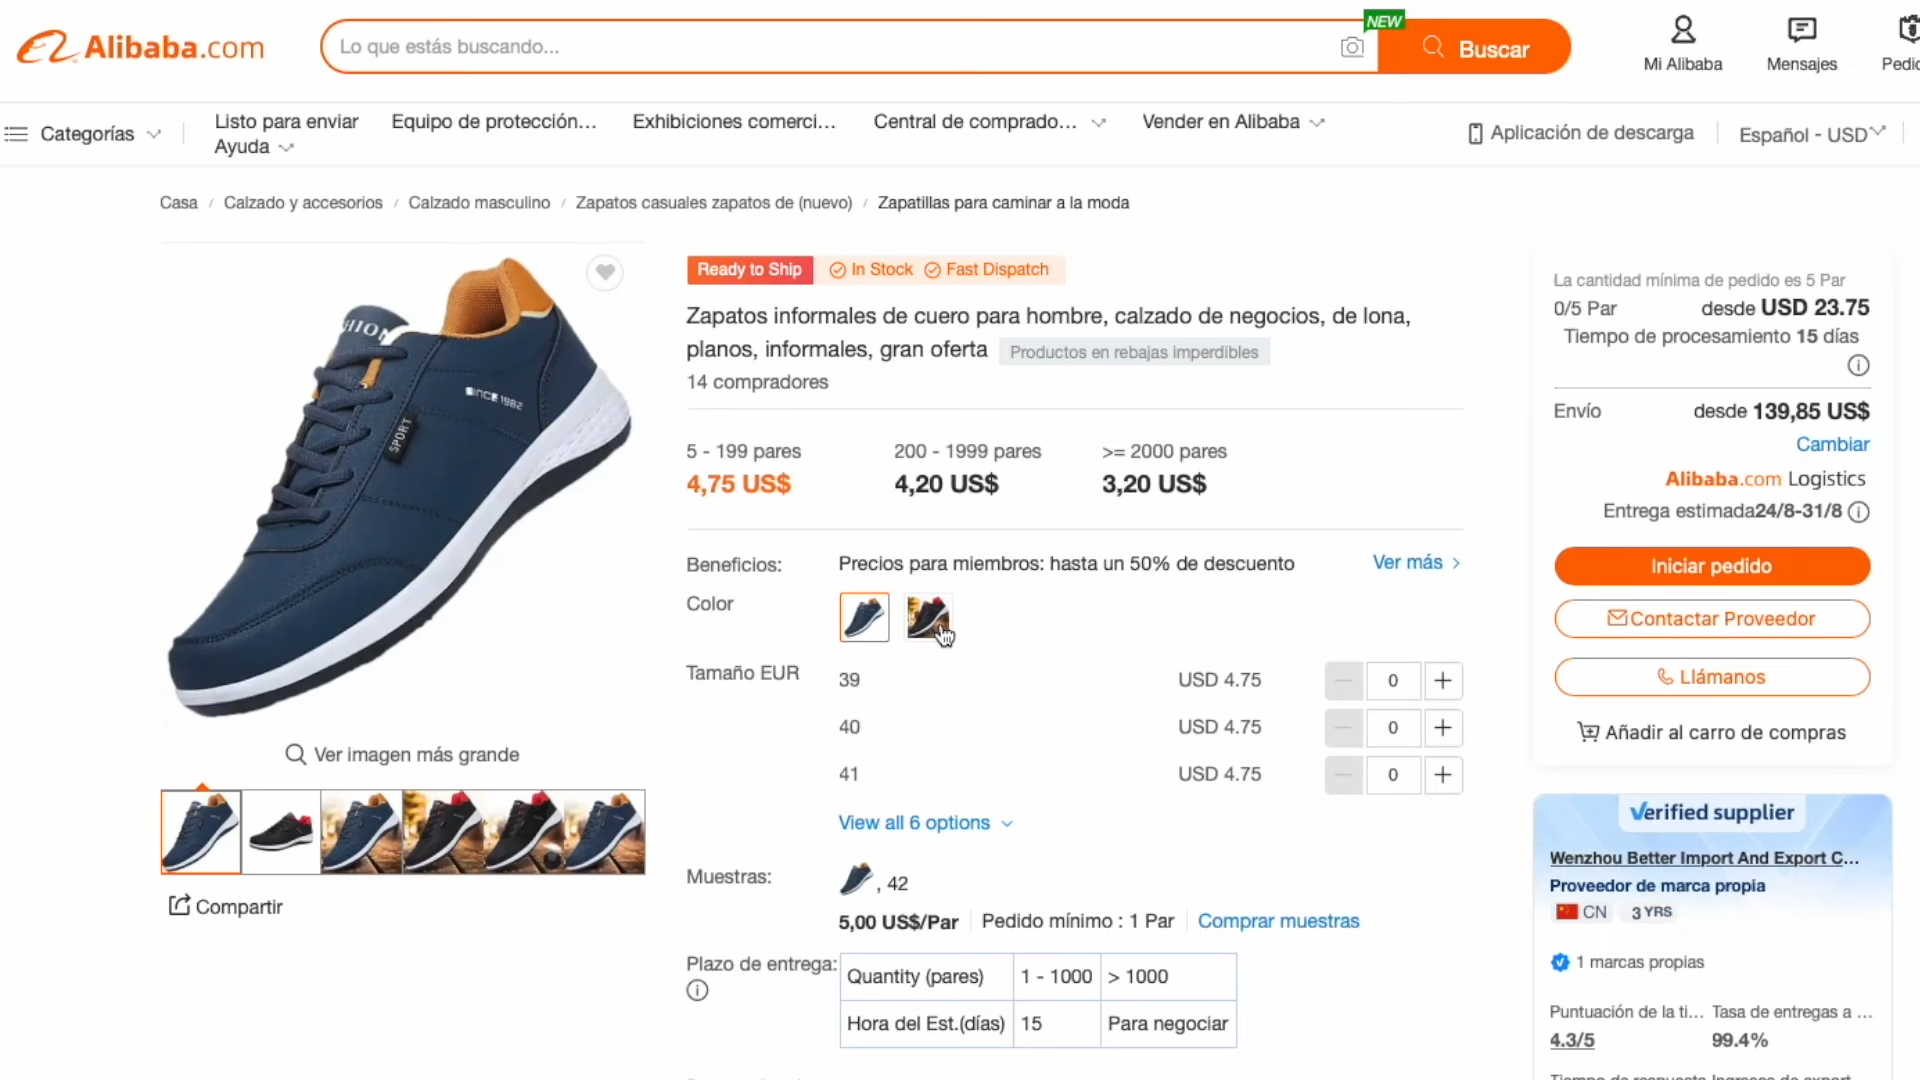 Alibaba.com
Lo que estás buscando...
NEW
Buscar
Mi Alibaba
Mensajes
Categorías
Listo para enviar
Equipo de protección...
Exhibiciones comerci...
Central de comprado...
Vender en Alibaba
Ayuda
Aplicación de descarga
Español - USD
Casa / Calzado y accesorios / Calzado masculino / Zapatos casuales zapatos de (nuevo) / Zapatillas para caminar a la moda
SINCE 1982
SPORT
Ver imagen más grande
Compartir
Ready to Ship
In Stock
Fast Dispatch
Zapatos informales de cuero para hombre, calzado de negocios, de lona,
planos, informales, gran oferta
Productos en rebajas imperdibles
14 compradores
5 - 199 pares
200 - 1999 pares
>= 2000 pares
4,75 US$
4,20 US$
3,20 US$
Beneficios:
Precios para miembros: hasta un 50% de descuento
Ver más >
Color
Tamaño EUR
39 USD 4.75 — 0 +
40 USD 4.75 — 0 +
41 USD 4.75 — 0 +
View all 6 options
Muestras:
, 42
5,00 US$/Par
Pedido mínimo : 1 Par
Comprar muestras
Plazo de entrega:
Quantity (pares) 1 - 1000 > 1000
Hora del Est.(días) 15 Para negociar
La cantidad mínima de pedido es 5 Par
0/5 Par desde USD 23.75
Tiempo de procesamiento 15 días
Envío desde 139,85 US$
Cambiar
Alibaba.com Logistics
Entrega estimada24/8-31/8
Iniciar pedido
Contactar Proveedor
Llámanos
Añadir al carro de compras
Verified supplier
Wenzhou Better Import And Export C...
Proveedor de marca propia
CN 3 YRS
1 marcas propias
Puntuación de la ti... Tasa de entregas a ...
4.3/5 99.4%